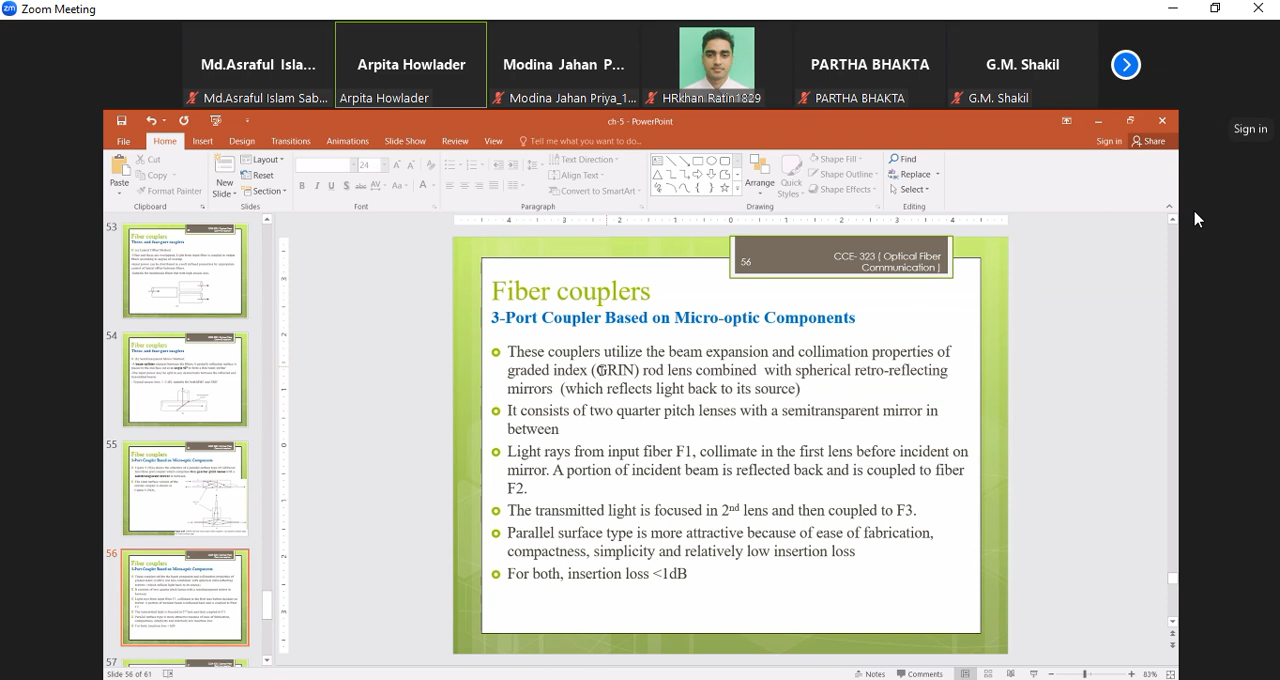 Zoom Meeting
Md.Asraful Isla...
Arpita Howlader
Modina Jahan P...
PARTHA BHAKTA
G.M. Shakil
Md.Asraful Islam Sab...
Arpita Howlader
Modina Jahan Priya_1...
HRkhan Ratin1829
PARTHA BHAKTA
G.M. Shakil
Sign in
ch-5 - PowerPoint
File Home Insert Design Transitions Animations Slide Show Review View Tell me what you want to do...
Sign in Share
Paste
Cut
Copy
Format Painter
Clipboard
New Slide
Layout
Reset
Section
Slides
24
Font
Text Direction
Align Text
Convert to SmartArt
Paragraph
Arrange
Quick Styles
Shape Fill
Shape Outline
Shape Effects
Drawing
Find
Replace
Select
Editing
53
Fiber couplers
54
Fiber couplers
55
Fiber couplers
56
Fiber couplers
57
56
CCE- 323 ( Optical Fiber
Communication )
Fiber couplers
3-Port Coupler Based on Micro-optic Components
These couplers utilize the beam expansion and collimation properties of
graded index (GRIN) rod lens combined with spherical retro-reflecting
mirrors (which reflects light back to its source)
It consists of two quarter pitch lenses with a semitransparent mirror in
between
Light rays from input fiber F1, collimate in the first lens before incident on
mirror. A portion of incident beam is reflected back and is coupled to fiber
F2.
The transmitted light is focused in 2nd lens and then coupled to F3.
Parallel surface type is more attractive because of ease of fabrication,
compactness, simplicity and relatively low insertion loss
For both, insertion loss <1dB
Slide 56 of 61
Notes
Comments
83%